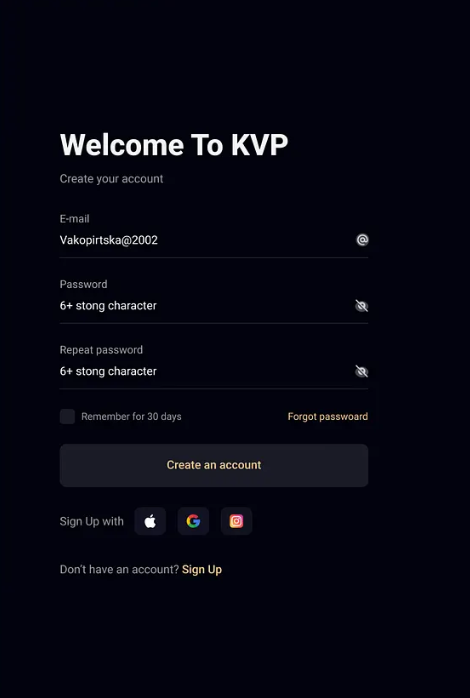 Welcome To KVP
Create your account
E-mail
Vakopirtska@2002
Password
6+ stong character
Repeat password
6+ stong character
Remember for 30 days
Forgot passwoard
Create an account
Sign Up with
Don't have an account? Sign Up